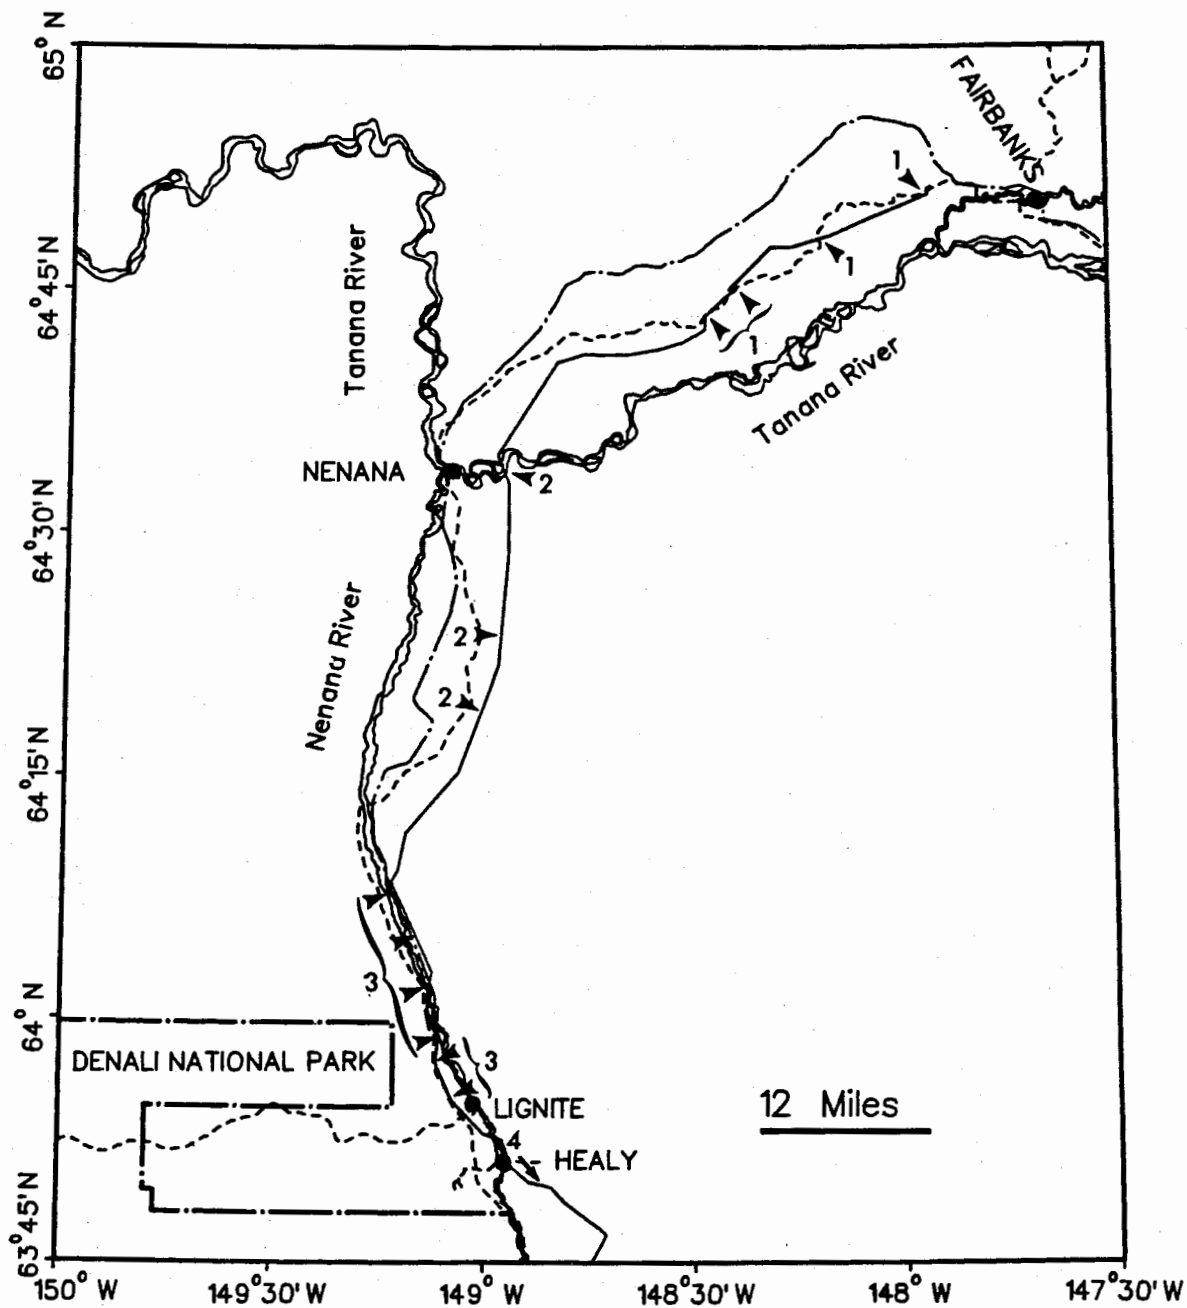 65° N
FAIRBANKS
1
Tanana River
64°45'N
1
1
Tanana River
NENANA
2
64°30'N
Nenana River
2
2
64°15'N
3
64° N
3
DENALI NATIONAL PARK
LIGNITE
12 Miles
4
HEALY
63°45'N
150° W
149°30' W
149° W
148°30' W
148° W
147°30' W